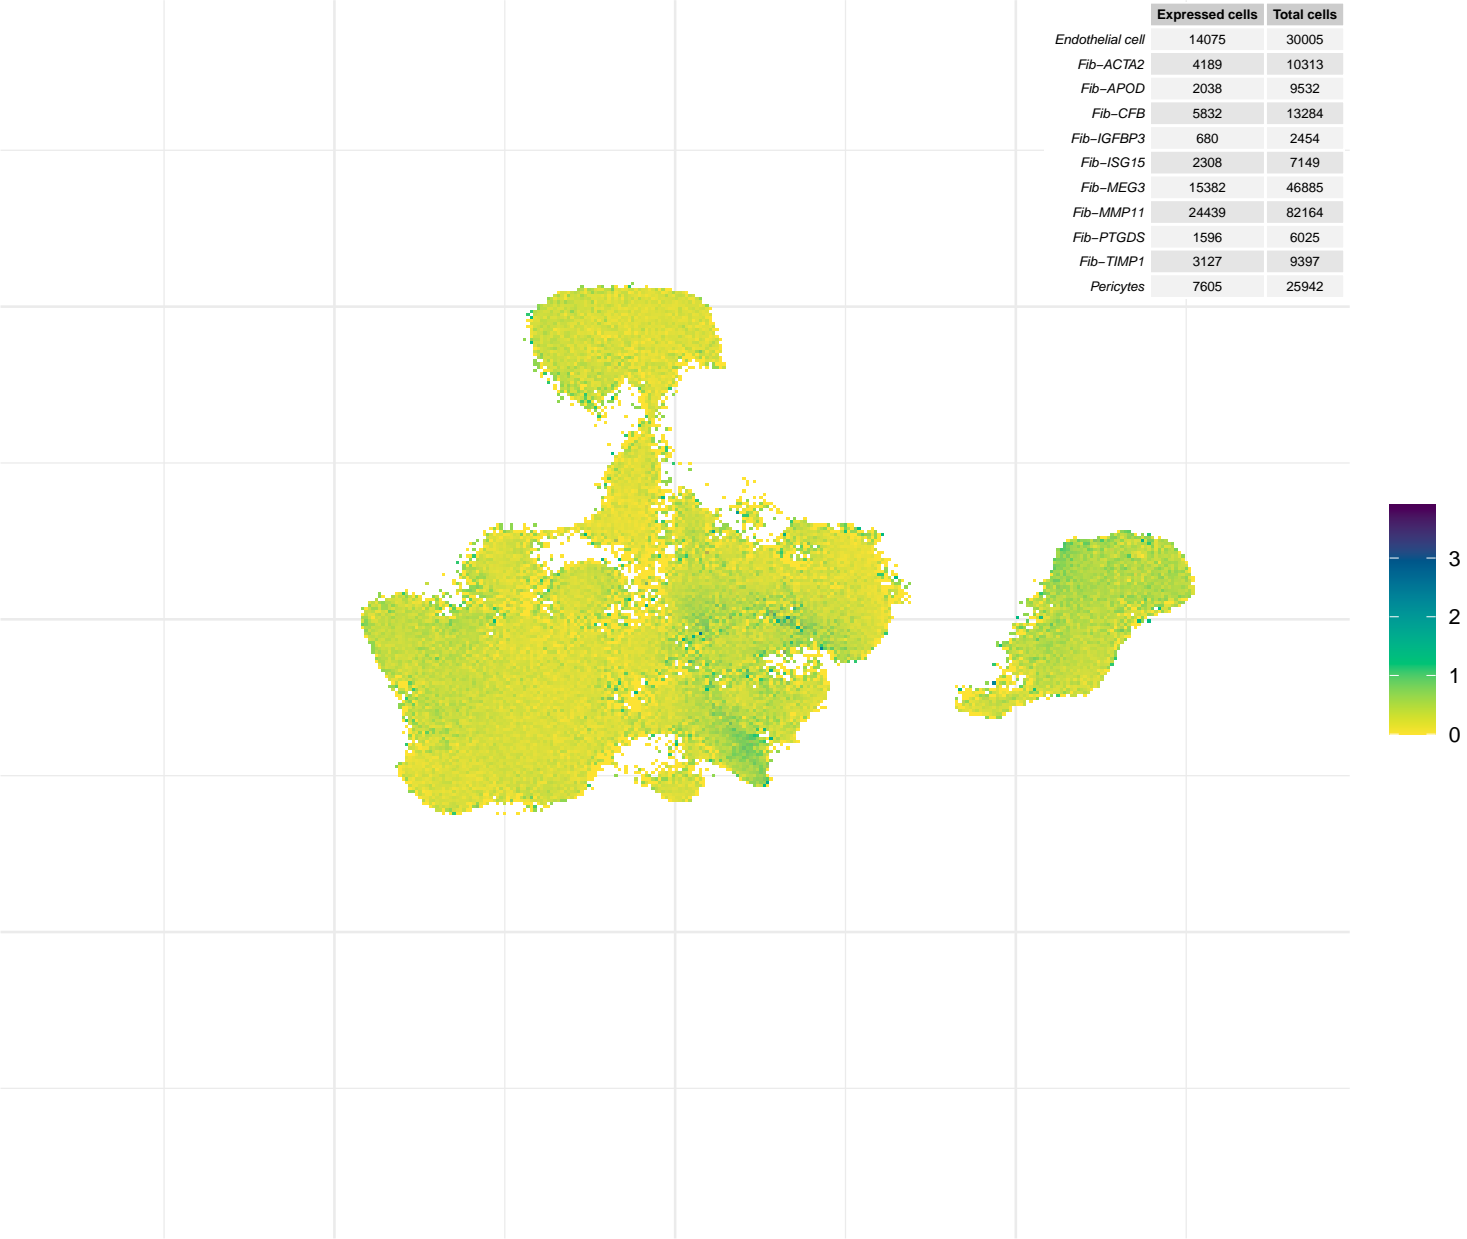 Expressed cells Total cells
Endothelial cell 14075 30005
Fib−ACTA2 4189 10313
Fib−APOD 2038 9532
Fib−CFB 5832 13284
Fib−IGFBP3 680 2454
Fib−ISG15 2308 7149
Fib−MEG3 15382 46885
Fib−MMP11 24439 82164
Fib−PTGDS 1596 6025
Fib−TIMP1 3127 9397
Pericytes 7605 25942
3
2
1
0